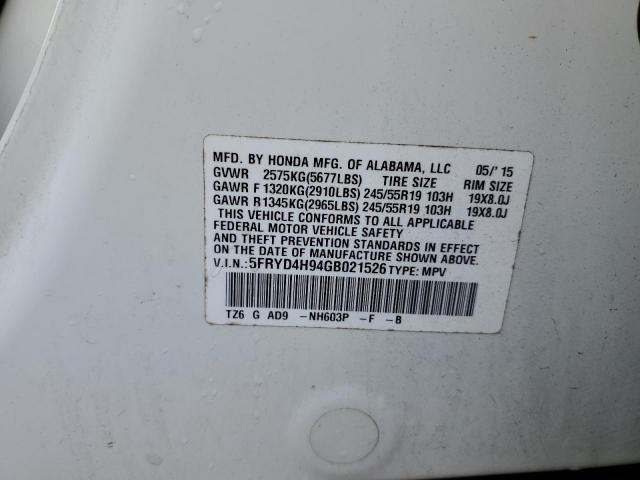 MFD. BY HONDA MFG. OF ALABAMA, LLC 05/'15
GVWR 2575KG(5677LBS) TIRE SIZE RIM SIZE
GAWR F 1320KG(2910LBS) 245/55R19 103H 19X8.0J
GAWR R 1345KG(2965LBS) 245/55R19 103H 19X8.0J
THIS VEHICLE CONFORMS TO ALL APPLICABLE
FEDERAL MOTOR VEHICLE SAFETY
AND THEFT PREVENTION STANDARDS IN EFFECT
ON DATE OF MANUFACTURE SHOWN ABOVE.
V.I.N.: 5FRYD4H94GB021526 TYPE: MPV
TZ6 G AD9 -NH603P -F -8